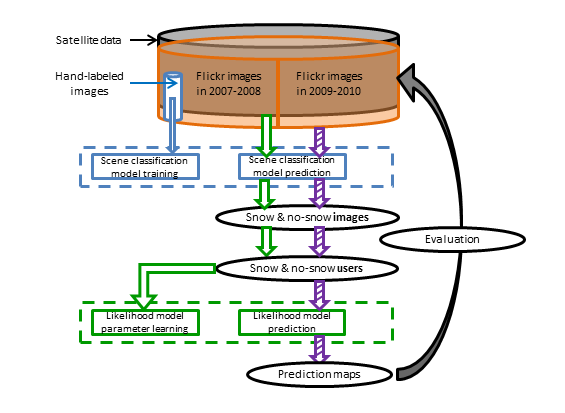 Satellite data
Hand-labeled
images
Flickr images
in 2007-2008
Flickr images
in 2009-2010
Scene classification
model training
Scene classification
model prediction
Snow & no-snow images
Evaluation
Snow & no-snow users
Likelihood model
parameter learning
Likelihood model
prediction
Prediction maps